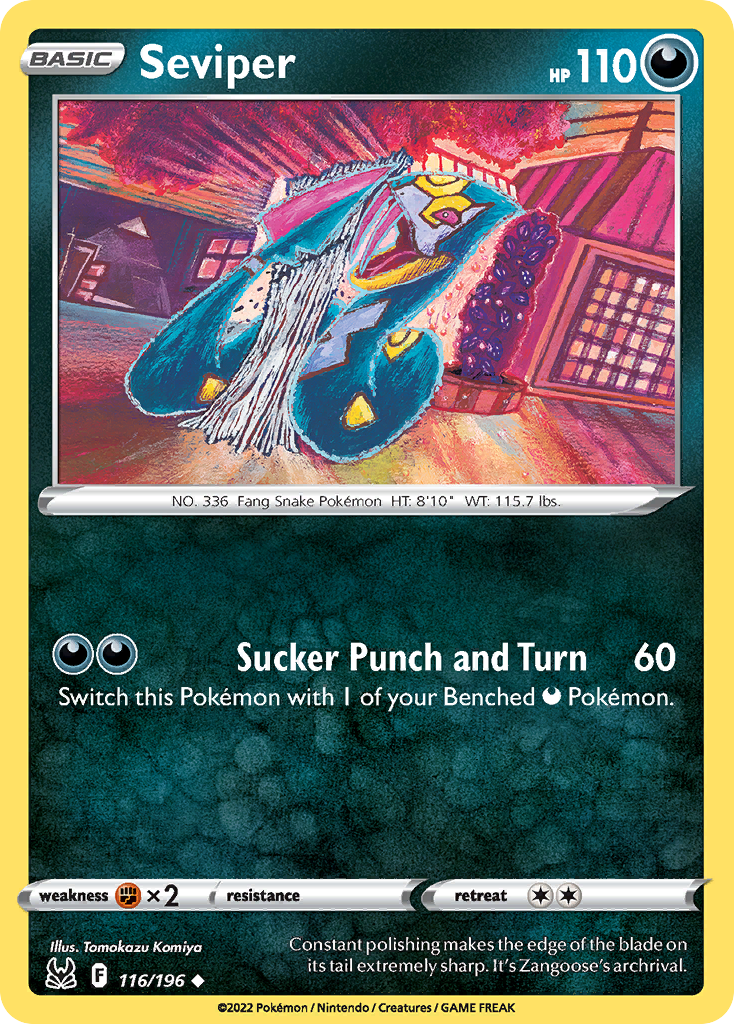 BASIC Seviper HP 110
NO. 336 Fang Snake Pokémon HT: 8'10" WT: 115.7 lbs.
Sucker Punch and Turn 60
Switch this Pokémon with 1 of your Benched Pokémon.
weakness ×2 resistance retreat
Illus. Tomokazu Komiya
Constant polishing makes the edge of the blade on
its tail extremely sharp. It's Zangoose's archrival.
F 116/196
©2022 Pokémon / Nintendo / Creatures / GAME FREAK